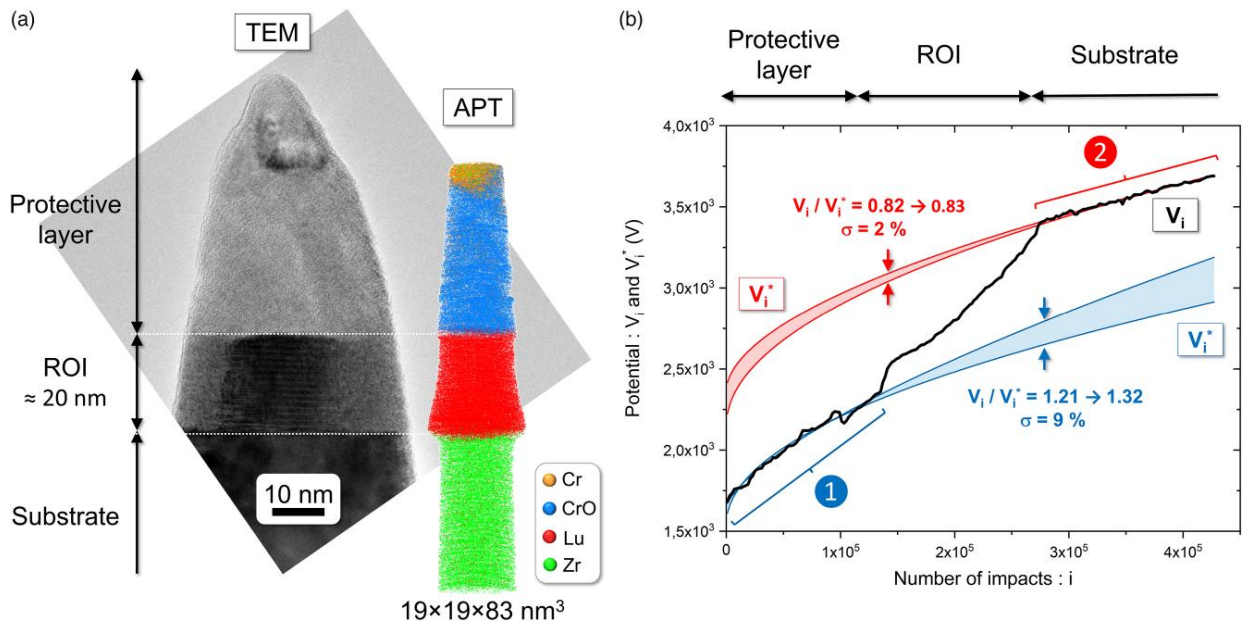 (a)
TEM
APT
Protective
layer
ROI
≈ 20 nm
Substrate
10 nm
Cr
CrO
Lu
Zr
19×19×83 nm³
(b)
Protective
layer
ROI
Substrate
Potential : Vᵢ and Vᵢ* (V)
4,0x10³
3,5x10³
3,0x10³
2,5x10³
2,0x10³
1,5x10³
2
Vᵢ / Vᵢ* = 0.82 → 0.83
σ = 2 %
Vᵢ
Vᵢ*
Vᵢ*
Vᵢ / Vᵢ* = 1.21 → 1.32
σ = 9 %
1
0
1x10⁵
2x10⁵
3x10⁵
4x10⁵
Number of impacts : i